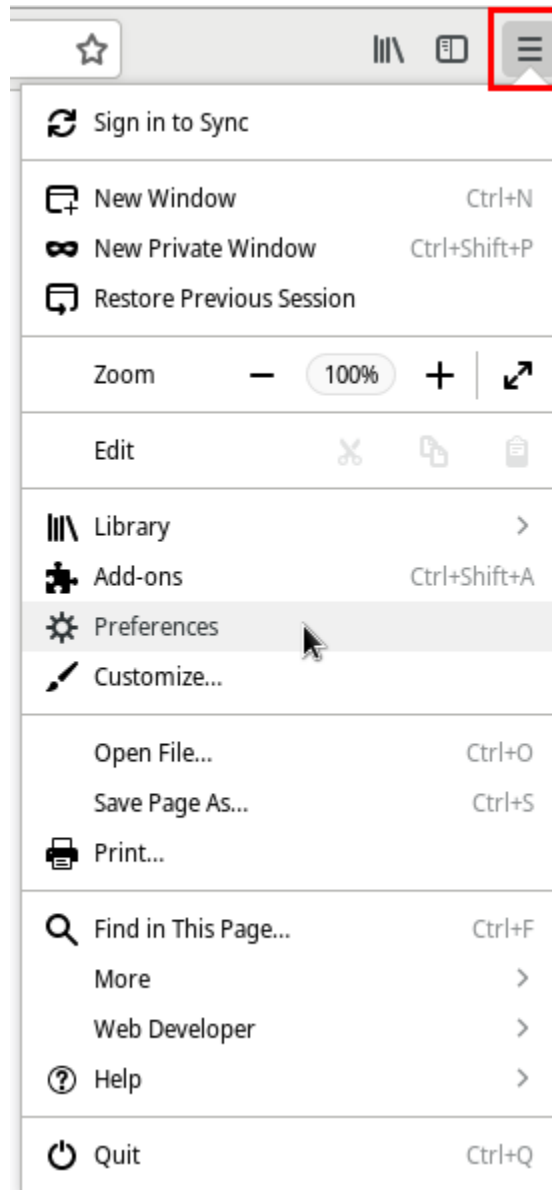 Sign in to Sync
New Window Ctrl+N
New Private Window Ctrl+Shift+P
Restore Previous Session
Zoom 100%
Edit
Library
Add-ons Ctrl+Shift+A
Preferences
Customize...
Open File... Ctrl+O
Save Page As... Ctrl+S
Print...
Find in This Page... Ctrl+F
More
Web Developer
Help
Quit Ctrl+Q